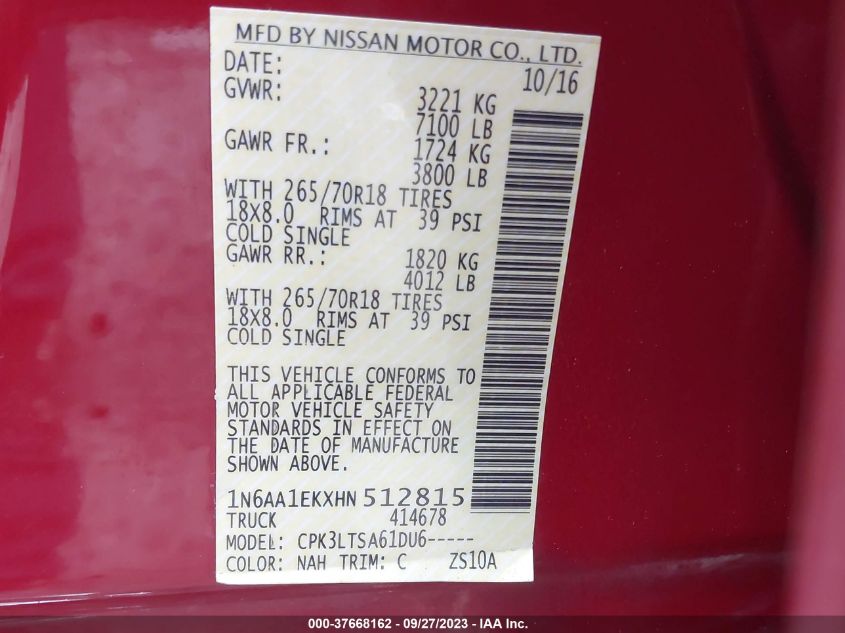 MFD BY NISSAN MOTOR CO., LTD.
DATE: 10/16
GVWR: 3221 KG
7100 LB
GAWR FR.: 1724 KG
3800 LB
WITH 265/70R18 TIRES
18X8.0 RIMS AT 39 PSI
COLD SINGLE
GAWR RR.: 1820 KG
4012 LB
WITH 265/70R18 TIRES
18X8.0 RIMS AT 39 PSI
COLD SINGLE
THIS VEHICLE CONFORMS TO
ALL APPLICABLE FEDERAL
MOTOR VEHICLE SAFETY
STANDARDS IN EFFECT ON
THE DATE OF MANUFACTURE
SHOWN ABOVE.
1N6AA1EKXHN 512815
TRUCK 414678
MODEL: CPK3LTSA61DU6-----
COLOR: NAH TRIM: C ZS10A
000-37668162 - 09/27/2023 - IAA Inc.